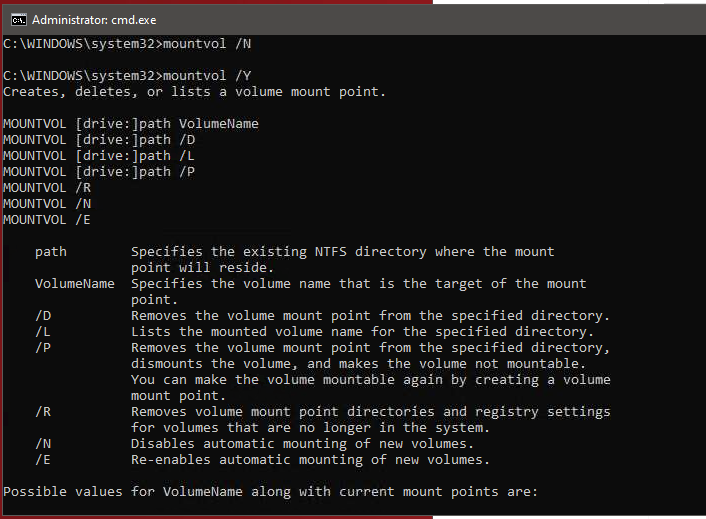 Administrator: cmd.exe
C:\WINDOWS\system32>mountvol /N
C:\WINDOWS\system32>mountvol /Y
Creates, deletes, or lists a volume mount point.
MOUNTVOL [drive:]path VolumeName
MOUNTVOL [drive:]path /D
MOUNTVOL [drive:]path /L
MOUNTVOL [drive:]path /P
MOUNTVOL /R
MOUNTVOL /N
MOUNTVOL /E
path        Specifies the existing NTFS directory where the mount
point will reside.
VolumeName  Specifies the volume name that is the target of the mount
point.
/D          Removes the volume mount point from the specified directory.
/L          Lists the mounted volume name for the specified directory.
/P          Removes the volume mount point from the specified directory,
dismounts the volume, and makes the volume not mountable.
You can make the volume mountable again by creating a volume
mount point.
/R          Removes volume mount point directories and registry settings
for volumes that are no longer in the system.
/N          Disables automatic mounting of new volumes.
/E          Re-enables automatic mounting of new volumes.
Possible values for VolumeName along with current mount points are: